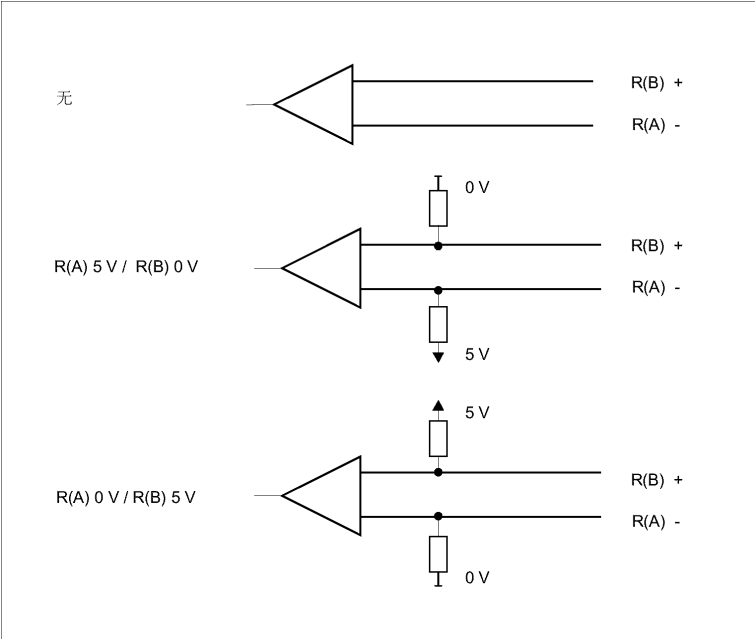 无
R(B) +
R(A) -
0 V
R(A) 5 V / R(B) 0 V
R(B) +
R(A) -
5 V
5 V
R(A) 0 V / R(B) 5 V
R(B) +
R(A) -
0 V